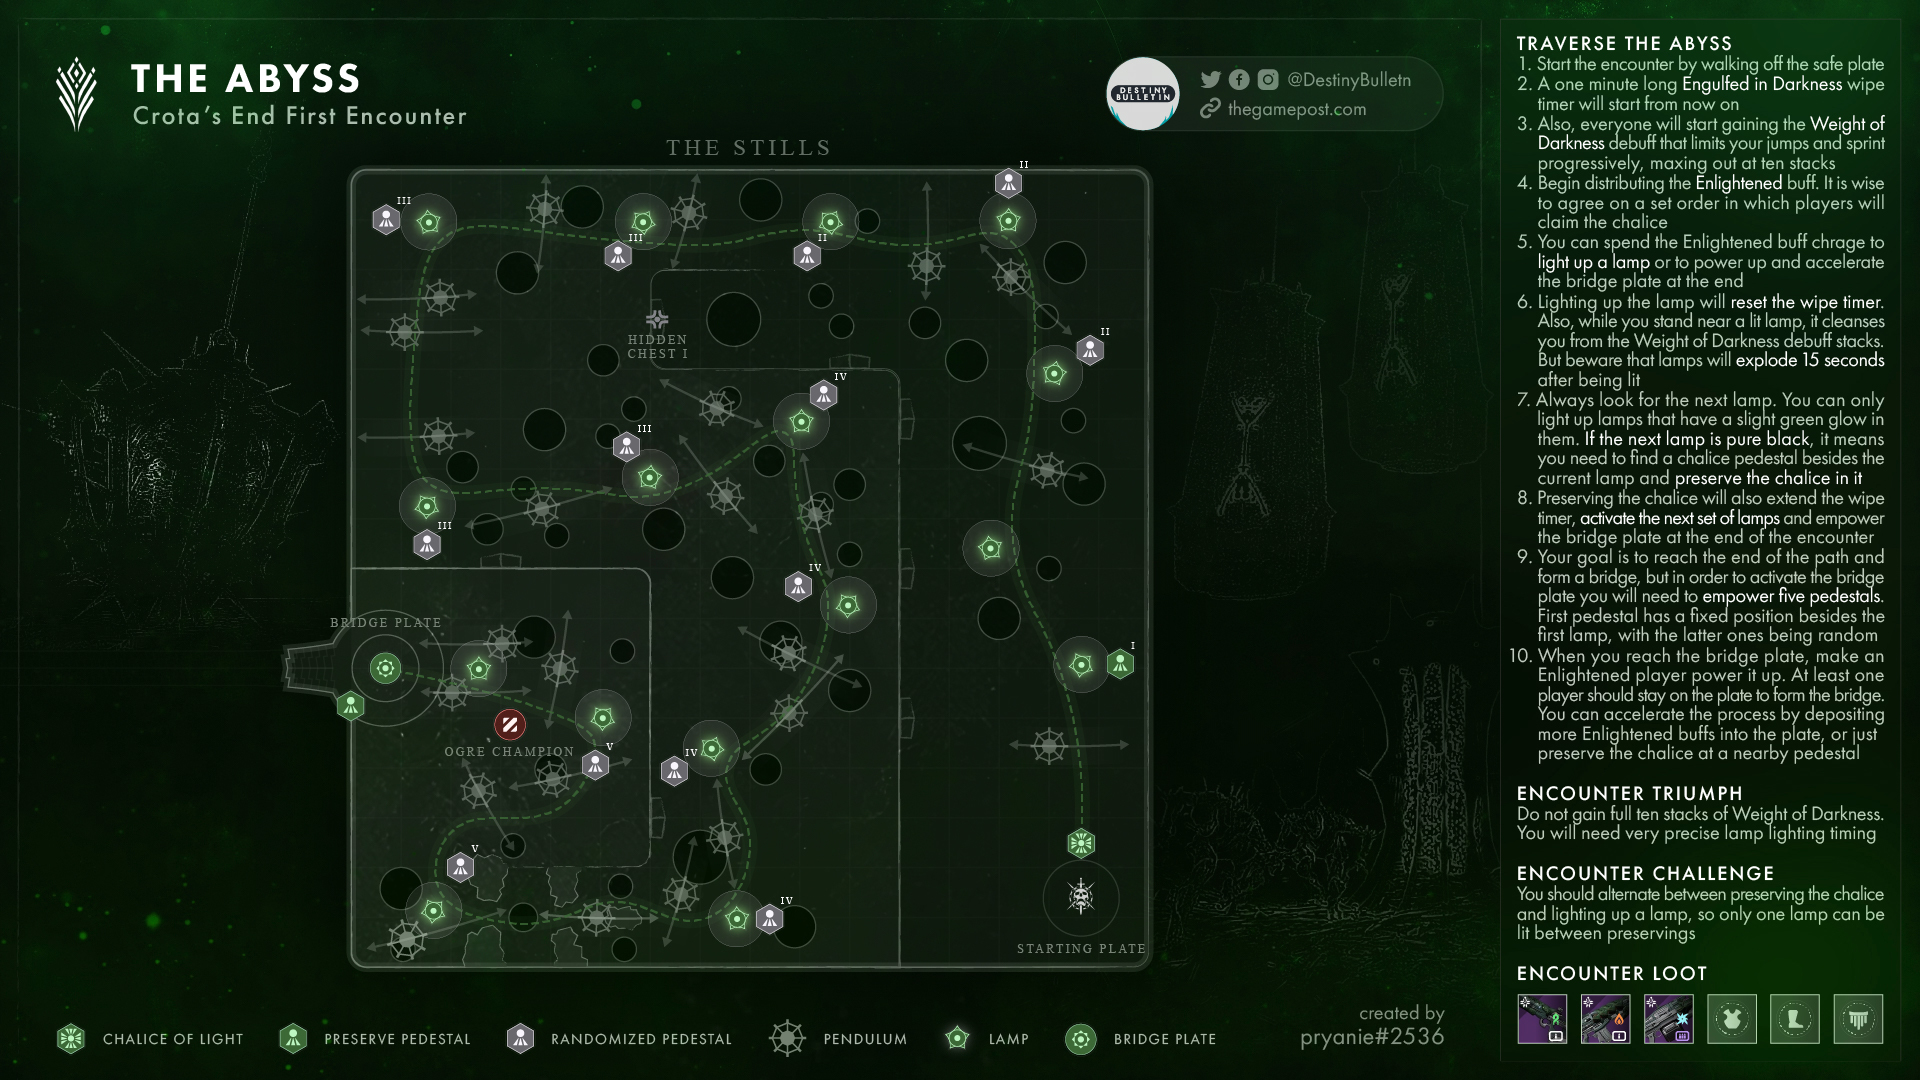 THE ABYSS
Crota's End First Encounter
DESTINY
BULLETIN
@DestinyBulletn
thegamepost.com
THE STILLS
II
III
III
II
II
HIDDEN
CHEST I
IV
III
III
IV
BRIDGE PLATE
I
OGRE CHAMPION
V
IV
V
IV
STARTING PLATE
CHALICE OF LIGHT
PRESERVE PEDESTAL
RANDOMIZED PEDESTAL
PENDULUM
LAMP
BRIDGE PLATE
created by
pryanie#2536
TRAVERSE THE ABYSS
1. Start the encounter by walking off the safe plate
2. A one minute long Engulfed in Darkness wipe
timer will start from now on
3. Also, everyone will start gaining the Weight of
Darkness debuff that limits your jumps and sprint
progressively, maxing out at ten stacks
4. Begin distributing the Enlightened buff. It is wise
to agree on a set order in which players will
claim the chalice
5. You can spend the Enlightened buff chrage to
light up a lamp or to power up and accelerate
the bridge plate at the end
6. Lighting up the lamp will reset the wipe timer.
Also, while you stand near a lit lamp, it cleanses
you from the Weight of Darkness debuff stacks.
But beware that lamps will explode 15 seconds
after being lit
7. Always look for the next lamp. You can only
light up lamps that have a slight green glow in
them. If the next lamp is pure black, it means
you need to find a chalice pedestal besides the
current lamp and preserve the chalice in it
8. Preserving the chalice will also extend the wipe
timer, activate the next set of lamps and empower
the bridge plate at the end of the encounter
9. Your goal is to reach the end of the path and
form a bridge, but in order to activate the bridge
plate you will need to empower five pedestals.
First pedestal has a fixed position besides the
first lamp, with the latter ones being random
10. When you reach the bridge plate, make an
Enlightened player power it up. At least one
player should stay on the plate to form the bridge.
You can accelerate the process by depositing
more Enlightened buffs into the plate, or just
preserve the chalice at a nearby pedestal
ENCOUNTER TRIUMPH
Do not gain full ten stacks of Weight of Darkness.
You will need very precise lamp lighting timing
ENCOUNTER CHALLENGE
You should alternate between preserving the chalice
and lighting up a lamp, so only one lamp can be
lit between preservings
ENCOUNTER LOOT